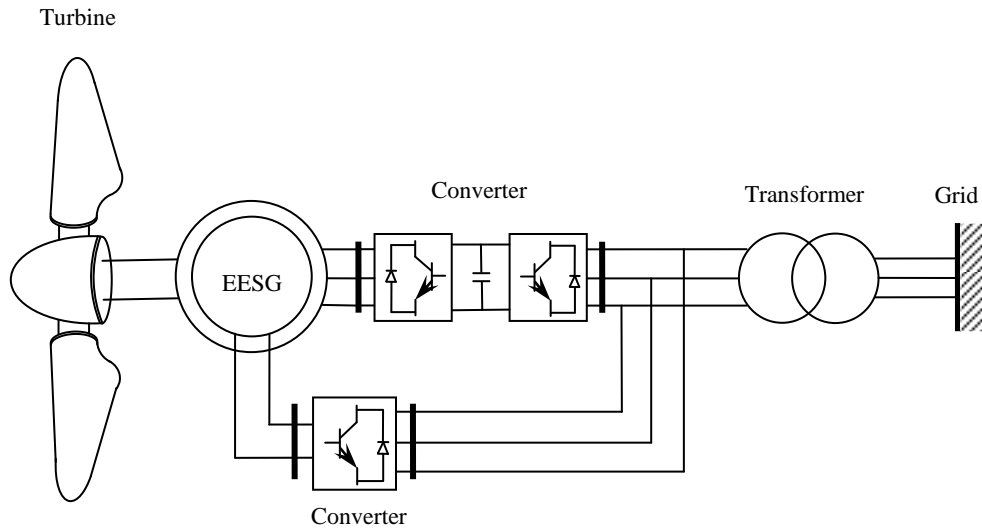 Turbine
Converter
Transformer
Grid
EESG
Converter